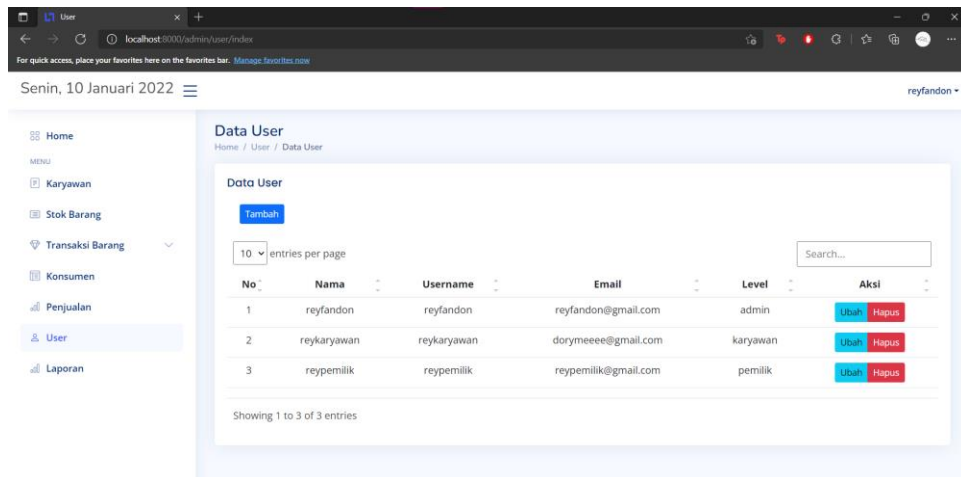 User
localhost:8000/admin/user/index
For quick access, place your favorites here on the favorites bar. Manage favorites now
Senin, 10 Januari 2022
reyfandon
Home
MENU
Karyawan
Stok Barang
Transaksi Barang
Konsumen
Penjualan
User
Laporan
Data User
Home / User / Data User
Data User
Tambah
10 entries per page
Search...
No Nama Username Email Level Aksi
1 reyfandon reyfandon reyfandon@gmail.com admin Ubah Hapus
2 reykaryawan reykaryawan dorymeeee@gmail.com karyawan Ubah Hapus
3 reypemilik reypemilik reypemilik@gmail.com pemilik Ubah Hapus
Showing 1 to 3 of 3 entries